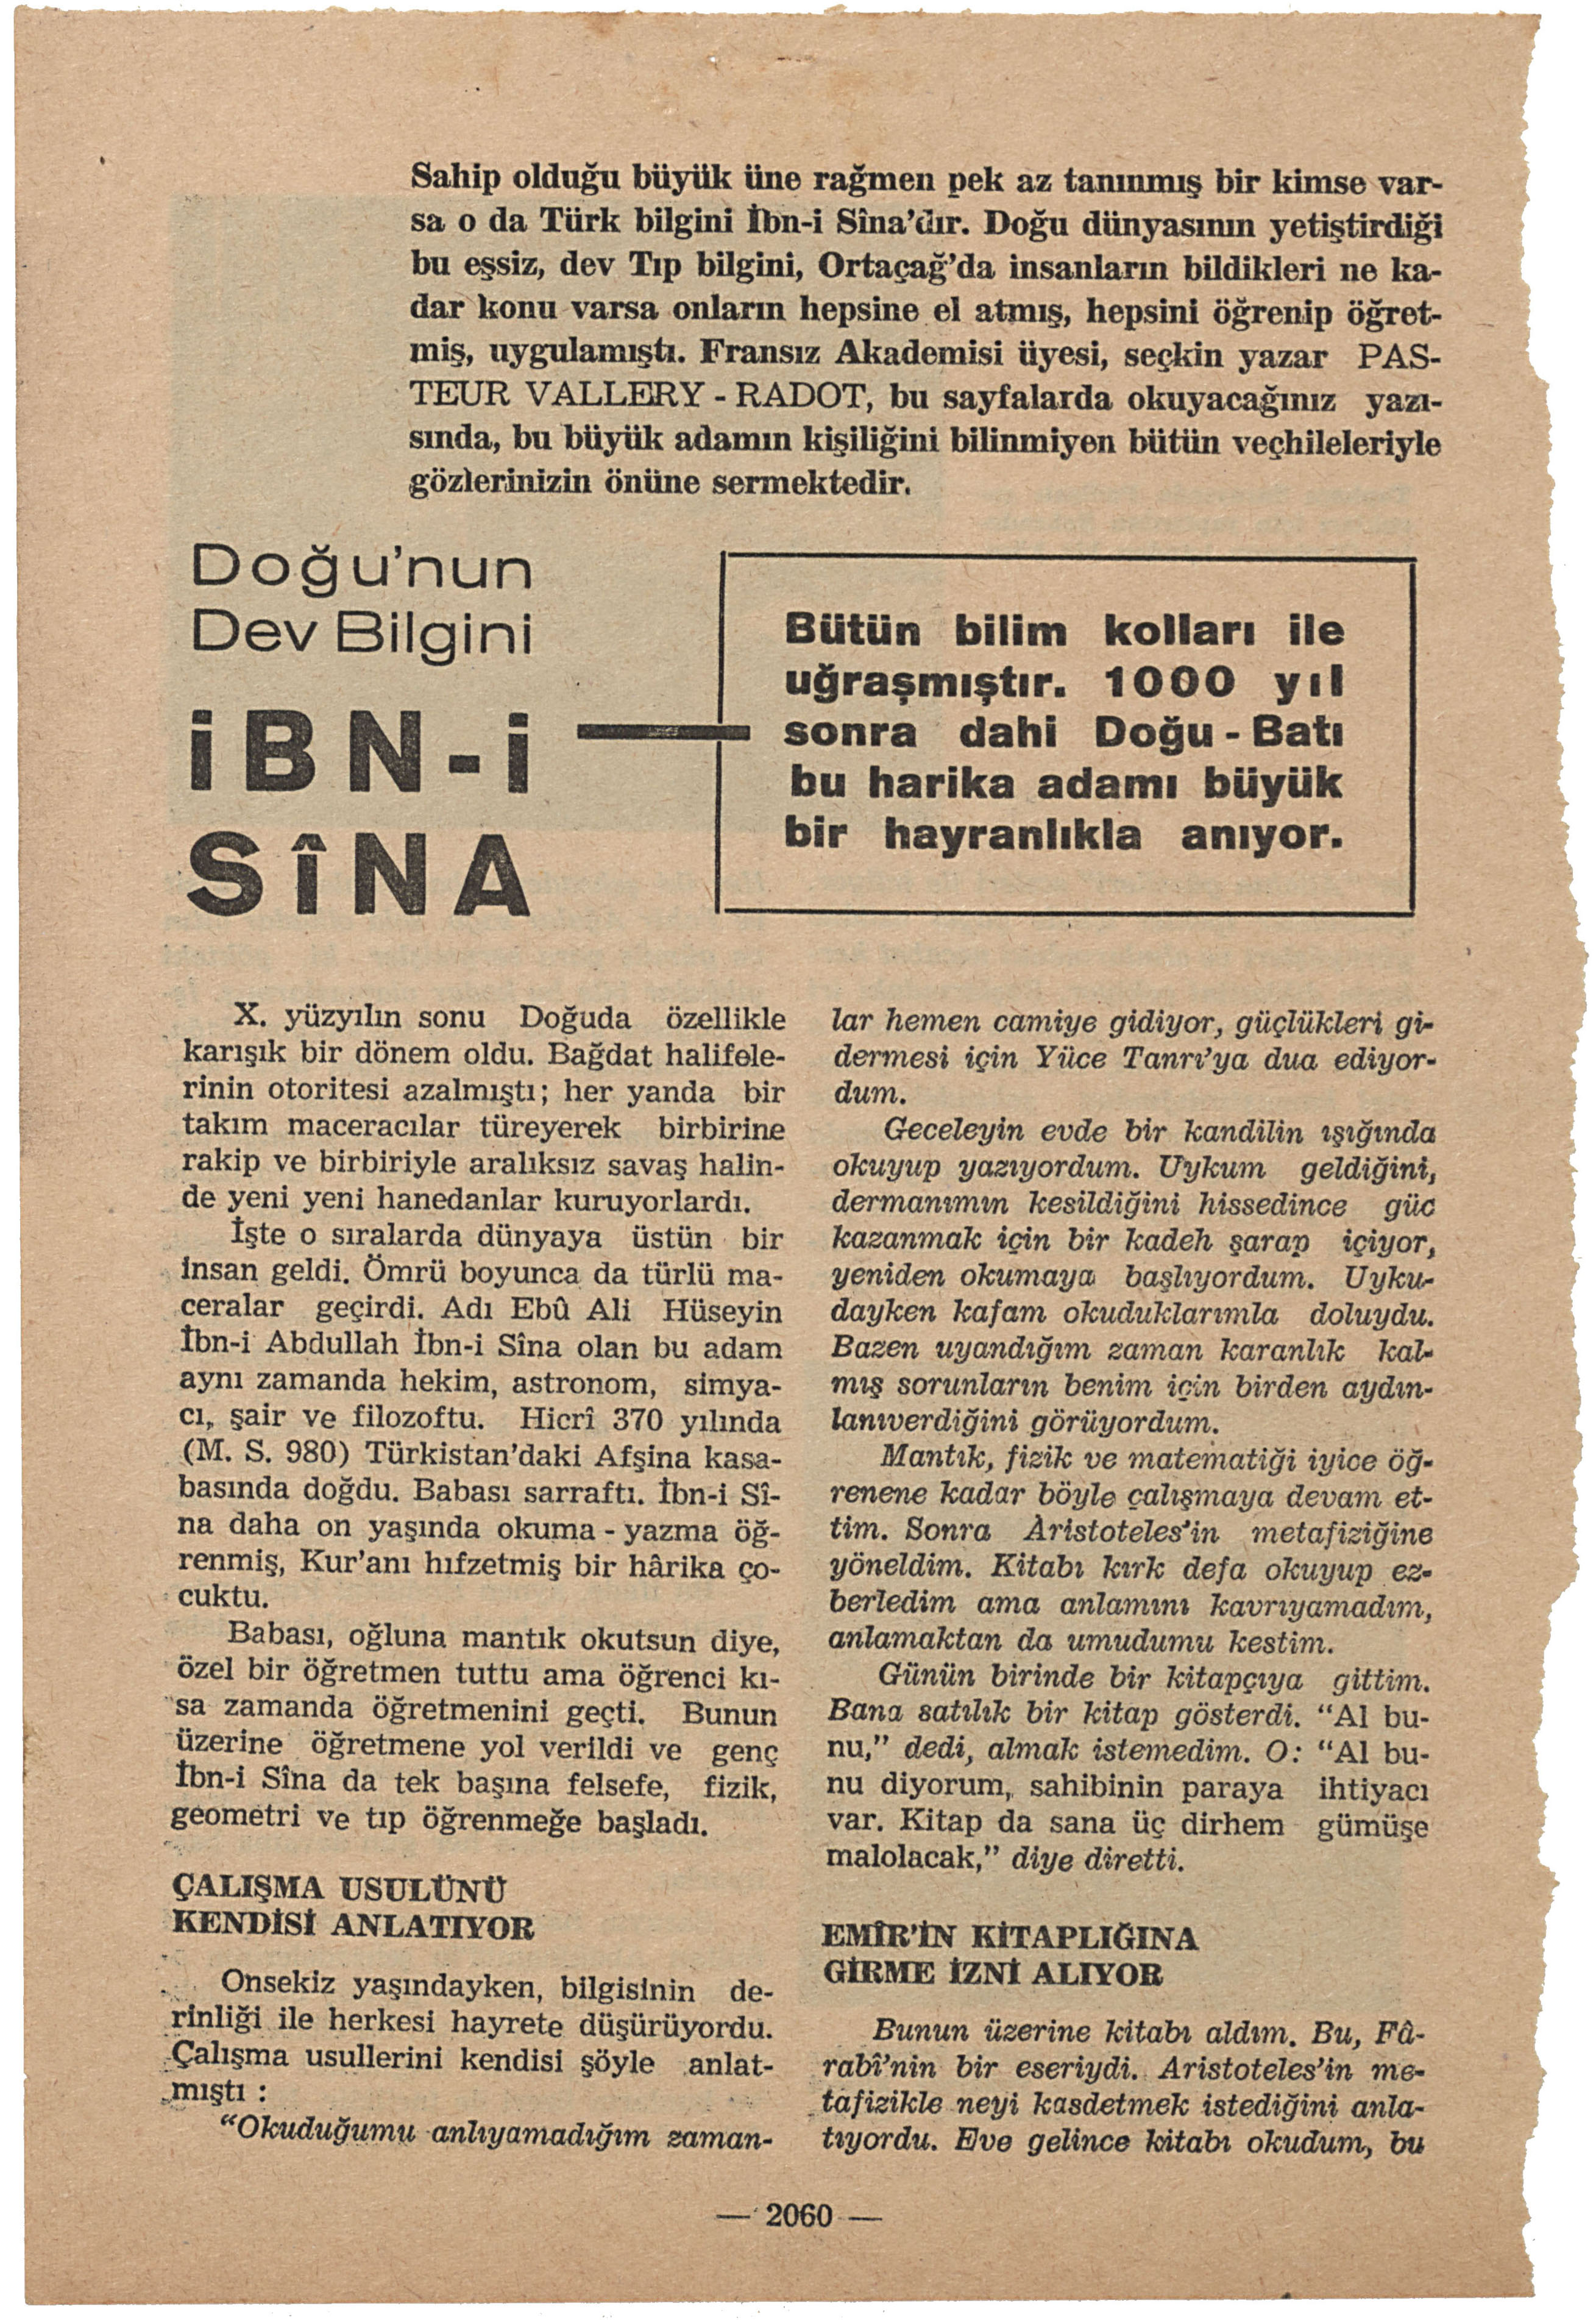 Sahip olduğu büyük üne rağmen pek az tanınmış bir kimse var-
sa o da Türk bilgini İbn-i Sîna'dır. Doğu dünyasının yetiştirdiği
bu eşsiz, dev Tıp bilgini, Ortaçağ'da insanların bildikleri ne ka-
dar konu varsa onların hepsine el atmış, hepsini öğrenip öğret-
miş, uygulamıştı. Fransız Akademisi üyesi, seçkin yazar PAS-
TEUR VALLERY - RADOT, bu sayfalarda okuyacağınız yazı-
sında, bu büyük adamın kişiliğini bilinmiyen bütün veçhileleriyle
gözlerinizin önüne sermektedir.
Doğu'nun
Dev Bilgini
iBN-i
SîNA
Bütün bilim kolları ile
uğraşmıştır. 1000 yıl
sonra dahi Doğu - Batı
bu harika adamı büyük
bir hayranlıkla anıyor.
X. yüzyılın sonu Doğuda özellikle
karışık bir dönem oldu. Bağdat halifele-
rinin otoritesi azalmıştı; her yanda bir
takım maceracılar türeyerek birbirine
rakip ve birbiriyle aralıksız savaş halin-
de yeni yeni hanedanlar kuruyorlardı.
İşte o sıralarda dünyaya üstün bir
insan geldi. Ömrü boyunca da türlü ma-
ceralar geçirdi. Adı Ebû Ali Hüseyin
İbn-i Abdullah İbn-i Sîna olan bu adam
aynı zamanda hekim, astronom, simya-
cı, şair ve filozoftu. Hicrî 370 yılında
(M. S. 980) Türkistan'daki Afşina kasa-
basında doğdu. Babası sarraftı. İbn-i Sî-
na daha on yaşında okuma - yazma öğ-
renmiş, Kur'anı hıfzetmiş bir hârika ço-
cuktu.
Babası, oğluna mantık okutsun diye,
özel bir öğretmen tuttu ama öğrenci kı-
sa zamanda öğretmenini geçti. Bunun
üzerine öğretmene yol verildi ve genç
İbn-i Sîna da tek başına felsefe, fizik,
geometri ve tıp öğrenmeğe başladı.
ÇALIŞMA USULÜNÜ
KENDİSİ ANLATIYOR
Onsekiz yaşındayken, bilgisinin de-
rinliği ile herkesi hayrete düşürüyordu.
Çalışma usullerini kendisi şöyle anlat-
mıştı :
"Okuduğumu anlıyamadığım zaman-
lar hemen camiye gidiyor, güçlükleri gi-
dermesi için Yüce Tanrı'ya dua ediyor-
dum.
Geceleyin evde bir kandilin ışığında
okuyup yazıyordum. Uykum geldiğini,
dermanımın kesildiğini hissedince güc
kazanmak için bir kadeh şarap içiyor,
yeniden okumaya başlıyordum. Uyku-
dayken kafam okuduklarımla doluydu.
Bazen uyandığım zaman karanlık kal-
mış sorunların benim için birden aydın-
lanıverdiğini görüyordum.
Mantık, fizik ve matematiği iyice öğ-
renene kadar böyle çalışmaya devam et-
tim. Sonra Aristoteles'in metafiziğine
yöneldim. Kitabı kırk defa okuyup ez-
berledim ama anlamını kavrıyamadım,
anlamaktan da umudumu kestim.
Günün birinde bir kitapçıya gittim.
Bana satılık bir kitap gösterdi. "Al bu-
nu," dedi, almak istemedim. O: "Al bu-
nu diyorum, sahibinin paraya ihtiyacı
var. Kitap da sana üç dirhem gümüşe
malolacak," diye diretti.
EMÎR'İN KİTAPLIĞINA
GİRME İZNİ ALIYOR
Bunun üzerine kitabı aldım. Bu, Fâ-
rabî'nin bir eseriydi. Aristoteles'in me-
tafizikle neyi kasdetmek istediğini anla-
tıyordu. Eve gelince kitabı okudum, bu
— 2060 —